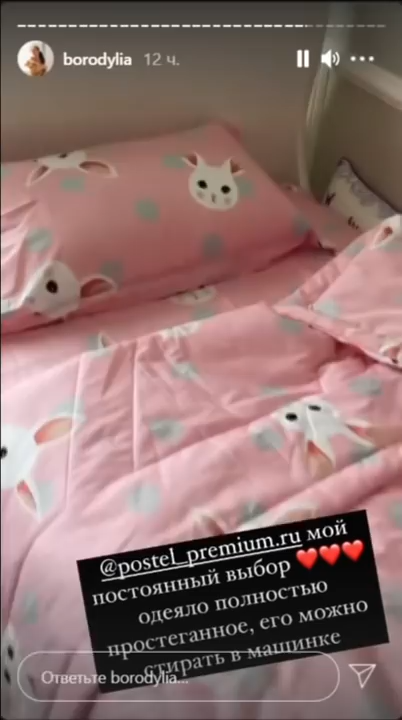 borodylia 12 ч.
@postel_premium.ru мой
постоянный выбор ❤️❤️❤️
одеяло полностью
простеганное, его можно
стирать в машинке
Ответьте borodylia...